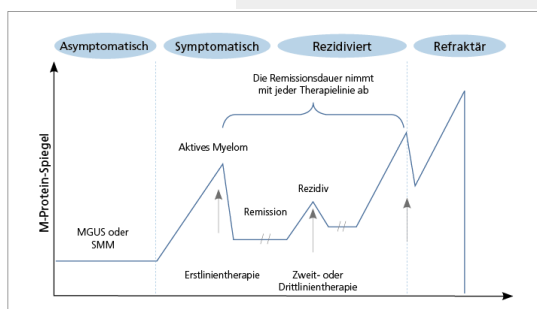 Asymptomatisch
Symptomatisch
Rezidiviert
Refraktär
Die Remissionsdauer nimmt
mit jeder Therapielinie ab
M-Protein-Spiegel
Aktives Myelom
MGUS oder
SMM
Remission
Rezidiv
Erstlinientherapie
Zweit- oder
Drittlinientherapie